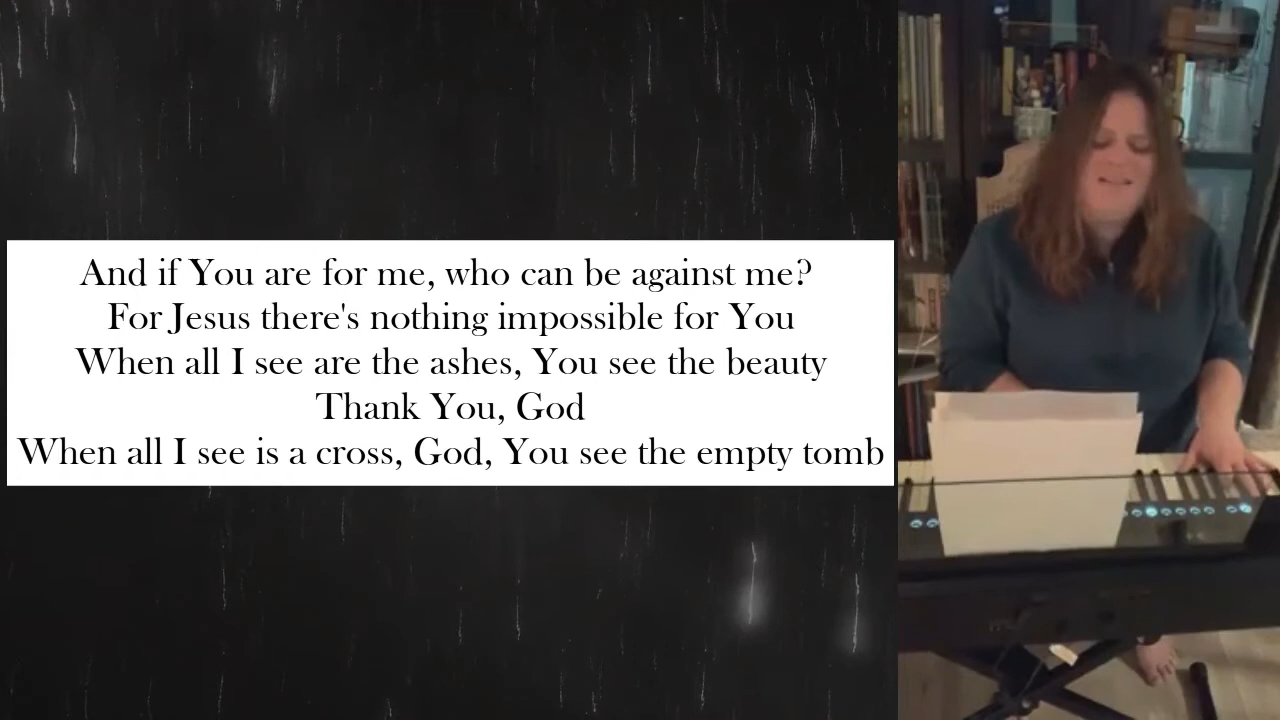 And if You are for me, who can be against me?
For Jesus there's nothing impossible for You
When all I see are the ashes, You see the beauty
Thank You, God
When all I see is a cross, God, You see the empty tomb